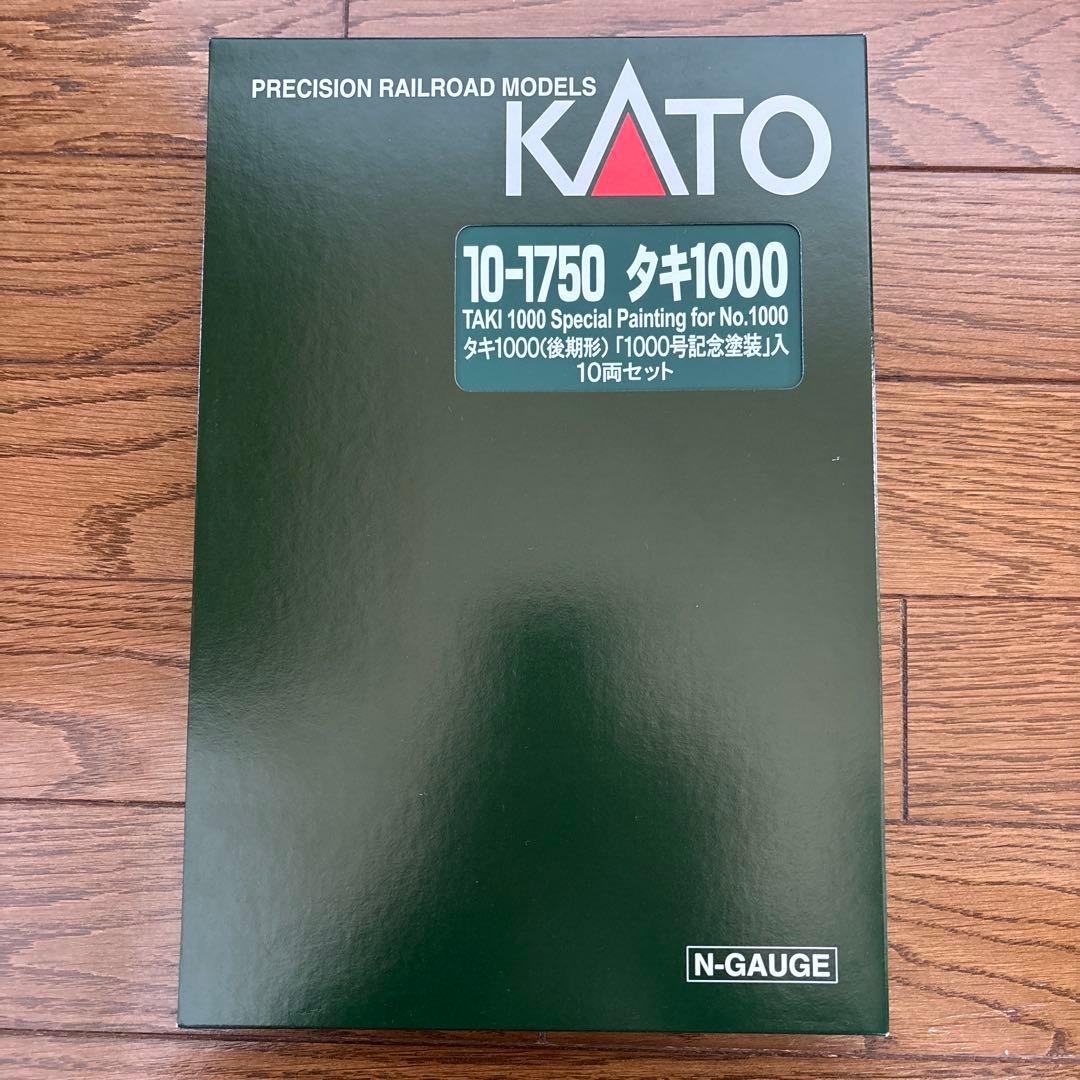 PRECISION RAILROAD MODELS
KATO
10-1750 タキ1000
TAKI 1000 Special Painting for No.1000
タキ1000(後期形)「1000号記念塗装」入
10両セット
N-GAUGE